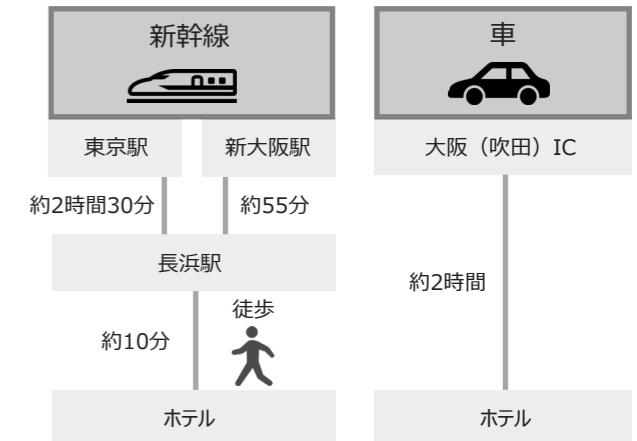 新幹線
東京駅
新大阪駅
約2時間30分
約55分
長浜駅
徒歩
約10分
ホテル
車
大阪（吹田）IC
約2時間
ホテル